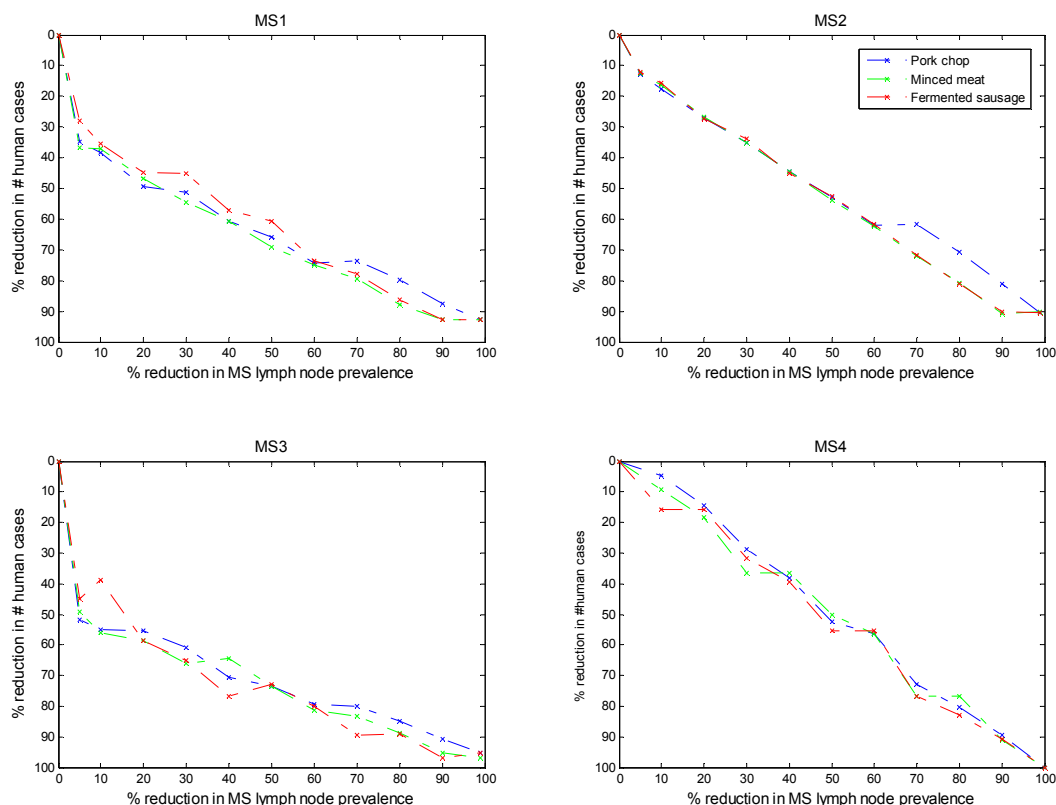 MS1
0
10
20
30
40
50
60
70
80
90
100
% reduction in # human cases
0 10 20 30 40 50 60 70 80 90 100
% reduction in MS lymph node prevalence
MS2
Pork chop
Minced meat
Fermented sausage
0
10
20
30
40
50
60
70
80
90
100
% reduction in # human cases
0 10 20 30 40 50 60 70 80 90 100
% reduction in MS lymph node prevalence
MS3
0
10
20
30
40
50
60
70
80
90
100
% reduction in # human cases
0 10 20 30 40 50 60 70 80 90 100
% reduction in MS lymph node prevalence
MS4
0
10
20
30
40
50
60
70
80
90
100
% reduction in #human cases
0 10 20 30 40 50 60 70 80 90 100
% reduction in MS lymph node prevalence